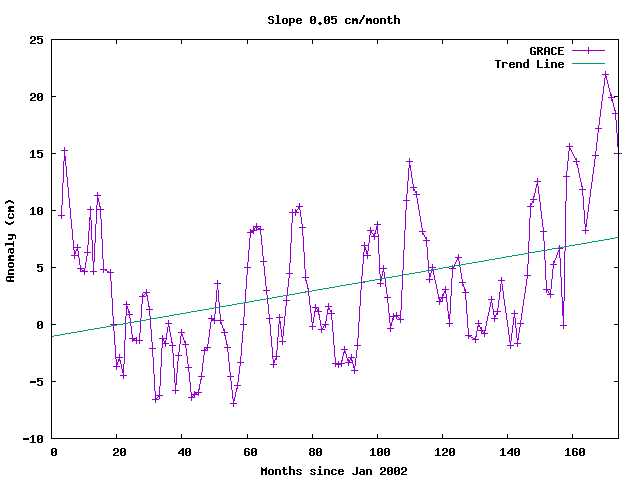 Slope 0.05 cm/month
25
20
15
10
5
0
-5
-10
Anomaly (cm)
GRACE
Trend Line
0 20 40 60 80 100 120 140 160
Months since Jan 2002